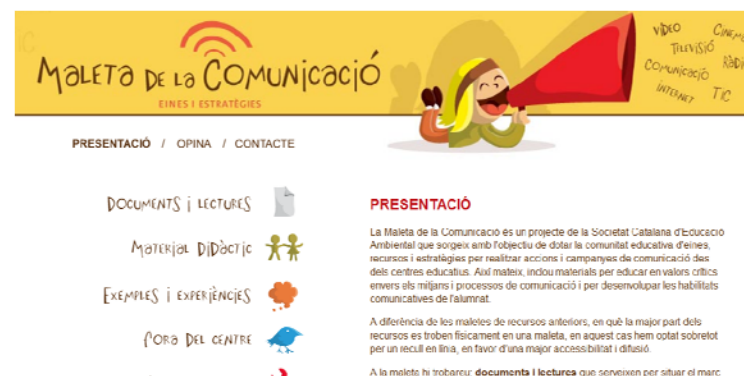 MALETA DE LA COMUNICACIÓ
EINES I ESTRATÈGIES
VÍDEO
CINEMA
TELEVISIÓ
RÀDIO
COMUNICACIÓ
INTERNET
TIC
PRESENTACIÓ / OPINA / CONTACTE
DOCUMENTS i LECTURES
MATERIAL DIDÀCTIC
EXEMPLES i EXPERIÈNCIES
FORA DEL CENTRE
PRESENTACIÓ
La Maleta de la Comunicació és un projecte de la Societat Catalana d'Educació
Ambiental que sorgeix amb l'objectiu de dotar la comunitat educativa d'eines,
recursos i estratègies per realitzar accions i campanyes de comunicació des
dels centres educatius. Així mateix, inclou materials per educar en valors crítics
envers els mitjans i processos de comunicació i per desenvolupar les habilitats
comunicatives de l'alumnat.
A diferència de les maletes de recursos anteriors, en què la major part dels
recursos es troben físicament en una maleta, en aquest cas hem optat sobretot
per un recull en línia, en favor d'una major accessibilitat i difusió.
A la maleta hi trobareu: documents i lectures que serveixen per situar el marc